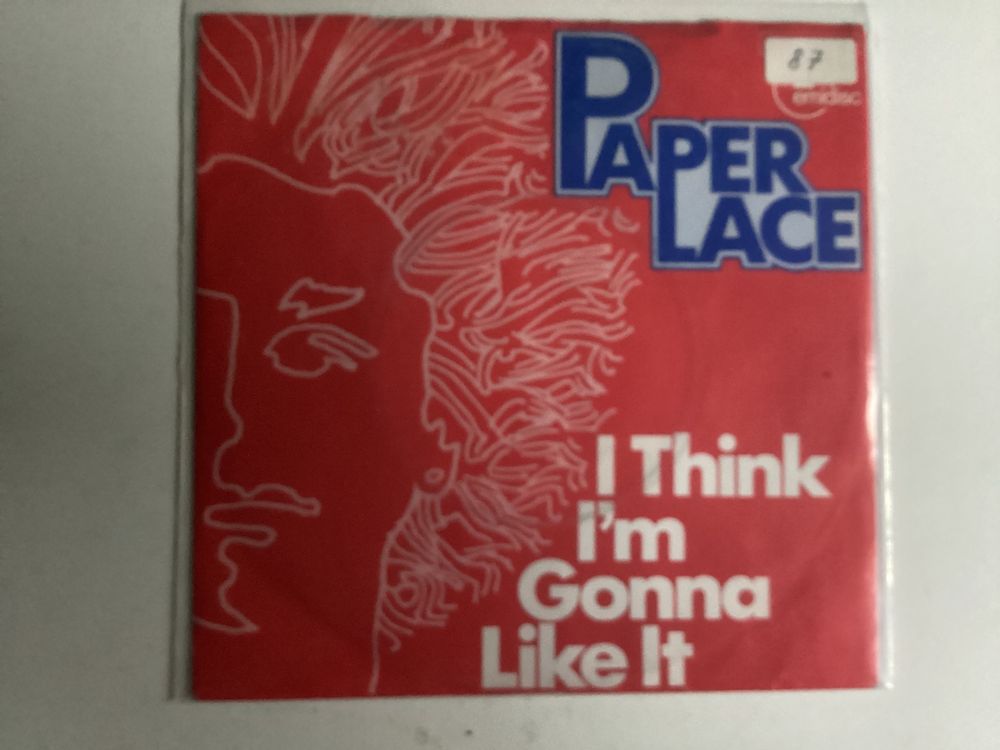 PAPER
LACE
87
emidisc
I Think
I'm
Gonna
Like It